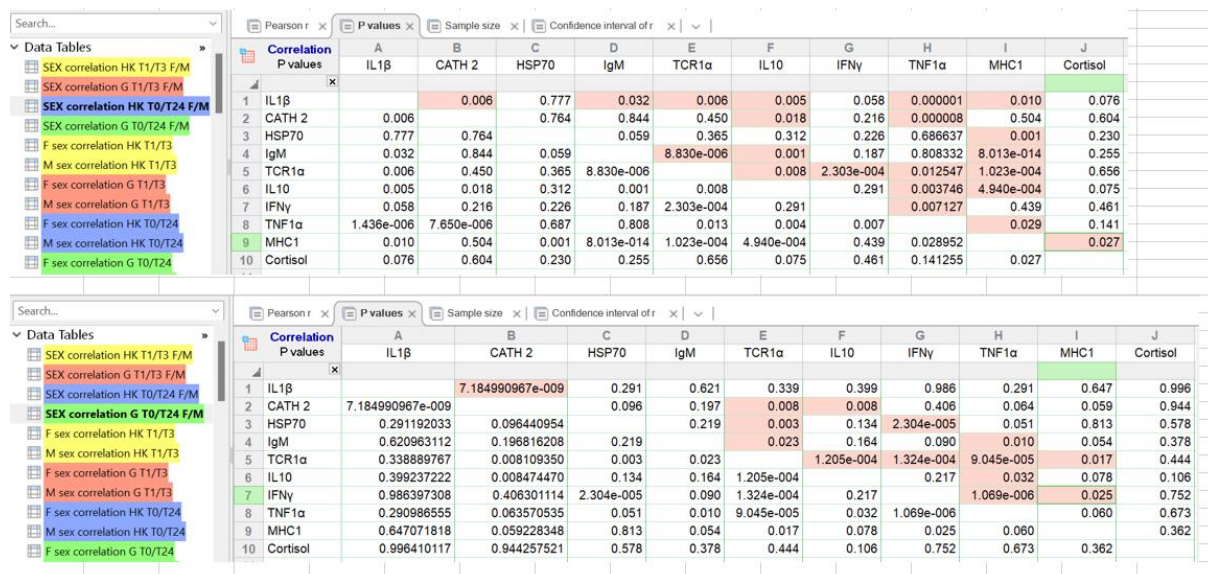 Search...
Pearson r × P values × Sample size × Confidence interval of r ×
Data Tables »
SEX correlation HK T1/T3 F/M
SEX correlation G T1/T3 F/M
SEX correlation HK T0/T24 F/M
SEX correlation G T0/T24 F/M
F sex correlation HK T1/T3
M sex correlation HK T1/T3
F sex correlation G T1/T3
M sex correlation G T1/T3
F sex correlation HK T0/T24
M sex correlation HK T0/T24
F sex correlation G T0/T24
Correlation A B C D E F G H I J
P values IL1β CATH 2 HSP70 IgM TCR1α IL10 IFNγ TNF1α MHC1 Cortisol
1 IL1β 0.006 0.777 0.032 0.006 0.005 0.058 0.000001 0.010 0.076
2 CATH 2 0.006 0.764 0.844 0.450 0.018 0.216 0.000008 0.504 0.604
3 HSP70 0.777 0.764 0.059 0.365 0.312 0.226 0.686637 0.001 0.230
4 IgM 0.032 0.844 0.059 8.830e-006 0.001 0.187 0.808332 8.013e-014 0.255
5 TCR1α 0.006 0.450 0.365 8.830e-006 0.008 2.303e-004 0.012547 1.023e-004 0.656
6 IL10 0.005 0.018 0.312 0.001 0.008 0.291 0.003746 4.940e-004 0.075
7 IFNγ 0.058 0.216 0.226 0.187 2.303e-004 0.291 0.007127 0.439 0.461
8 TNF1α 1.436e-006 7.650e-006 0.687 0.808 0.013 0.004 0.007 0.029 0.141
9 MHC1 0.010 0.504 0.001 8.013e-014 1.023e-004 4.940e-004 0.439 0.028952 0.027
10 Cortisol 0.076 0.604 0.230 0.255 0.656 0.075 0.461 0.141255 0.027
Search...
Pearson r × P values × Sample size × Confidence interval of r ×
Data Tables »
SEX correlation HK T1/T3 F/M
SEX correlation G T1/T3 F/M
SEX correlation HK T0/T24 F/M
SEX correlation G T0/T24 F/M
F sex correlation HK T1/T3
M sex correlation HK T1/T3
F sex correlation G T1/T3
M sex correlation G T1/T3
F sex correlation HK T0/T24
M sex correlation HK T0/T24
F sex correlation G T0/T24
Correlation A B C D E F G H I J
P values IL1β CATH 2 HSP70 IgM TCR1α IL10 IFNγ TNF1α MHC1 Cortisol
1 IL1β 7.184990967e-009 0.291 0.621 0.339 0.399 0.986 0.291 0.647 0.996
2 CATH 2 7.184990967e-009 0.096 0.197 0.008 0.008 0.406 0.064 0.059 0.944
3 HSP70 0.291192033 0.096440954 0.219 0.003 0.134 2.304e-005 0.051 0.813 0.578
4 IgM 0.620963112 0.196816208 0.219 0.023 0.164 0.090 0.010 0.054 0.378
5 TCR1α 0.338889767 0.008109350 0.003 0.023 1.205e-004 1.324e-004 9.045e-005 0.017 0.444
6 IL10 0.399237222 0.008474470 0.134 0.164 1.205e-004 0.217 0.032 0.078 0.106
7 IFNγ 0.986397308 0.406301114 2.304e-005 0.090 1.324e-004 0.217 1.069e-006 0.025 0.752
8 TNF1α 0.290986555 0.063570535 0.051 0.010 9.045e-005 0.032 1.069e-006 0.060 0.673
9 MHC1 0.647071818 0.059228348 0.813 0.054 0.017 0.078 0.025 0.060 0.362
10 Cortisol 0.996410117 0.944257521 0.578 0.378 0.444 0.106 0.752 0.673 0.362